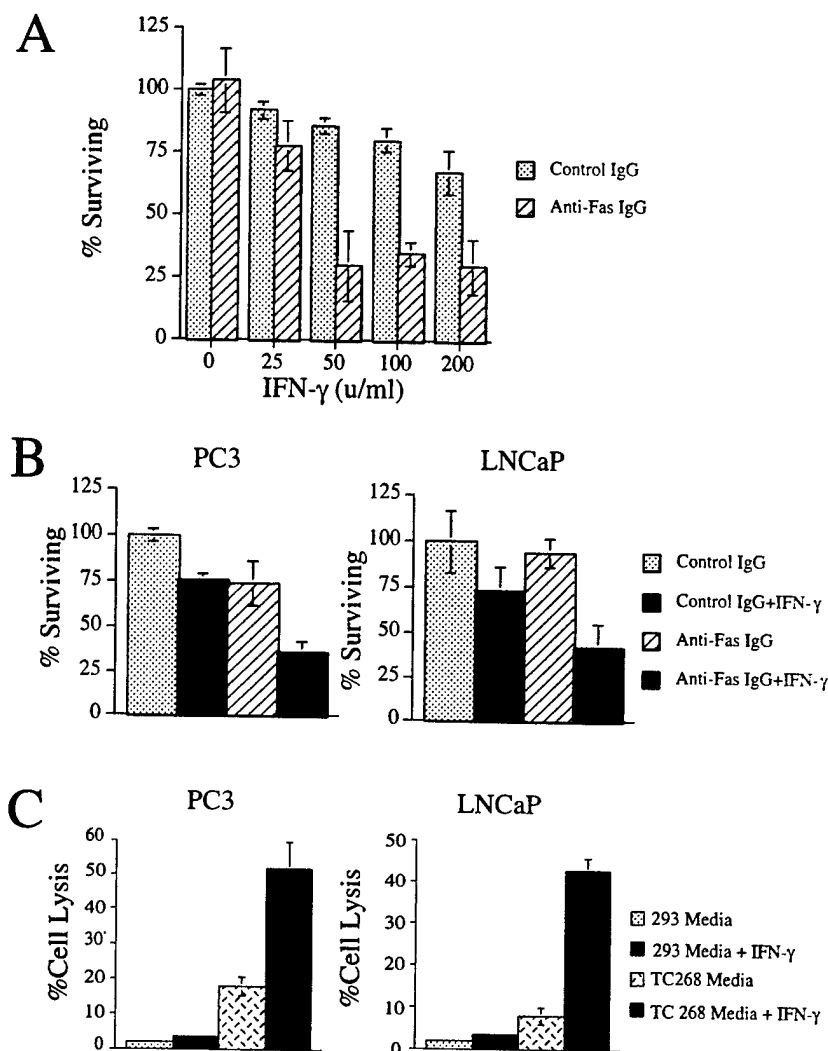 A
125
100
75
50
25
0
% Surviving
0 25 50 100 200
IFN-γ (u/ml)
Control IgG
Anti-Fas IgG
B
PC3
125
100
75
50
25
0
% Surviving
LNCaP
125
100
75
50
25
0
% Surviving
Control IgG
Control IgG+IFN-γ
Anti-Fas IgG
Anti-Fas IgG+IFN-γ
C
PC3
60
50
40
30
20
10
0
%Cell Lysis
LNCaP
50
40
30
20
10
0
%Cell Lysis
293 Media
293 Media + IFN-γ
TC268 Media
TC 268 Media + IFN-γ